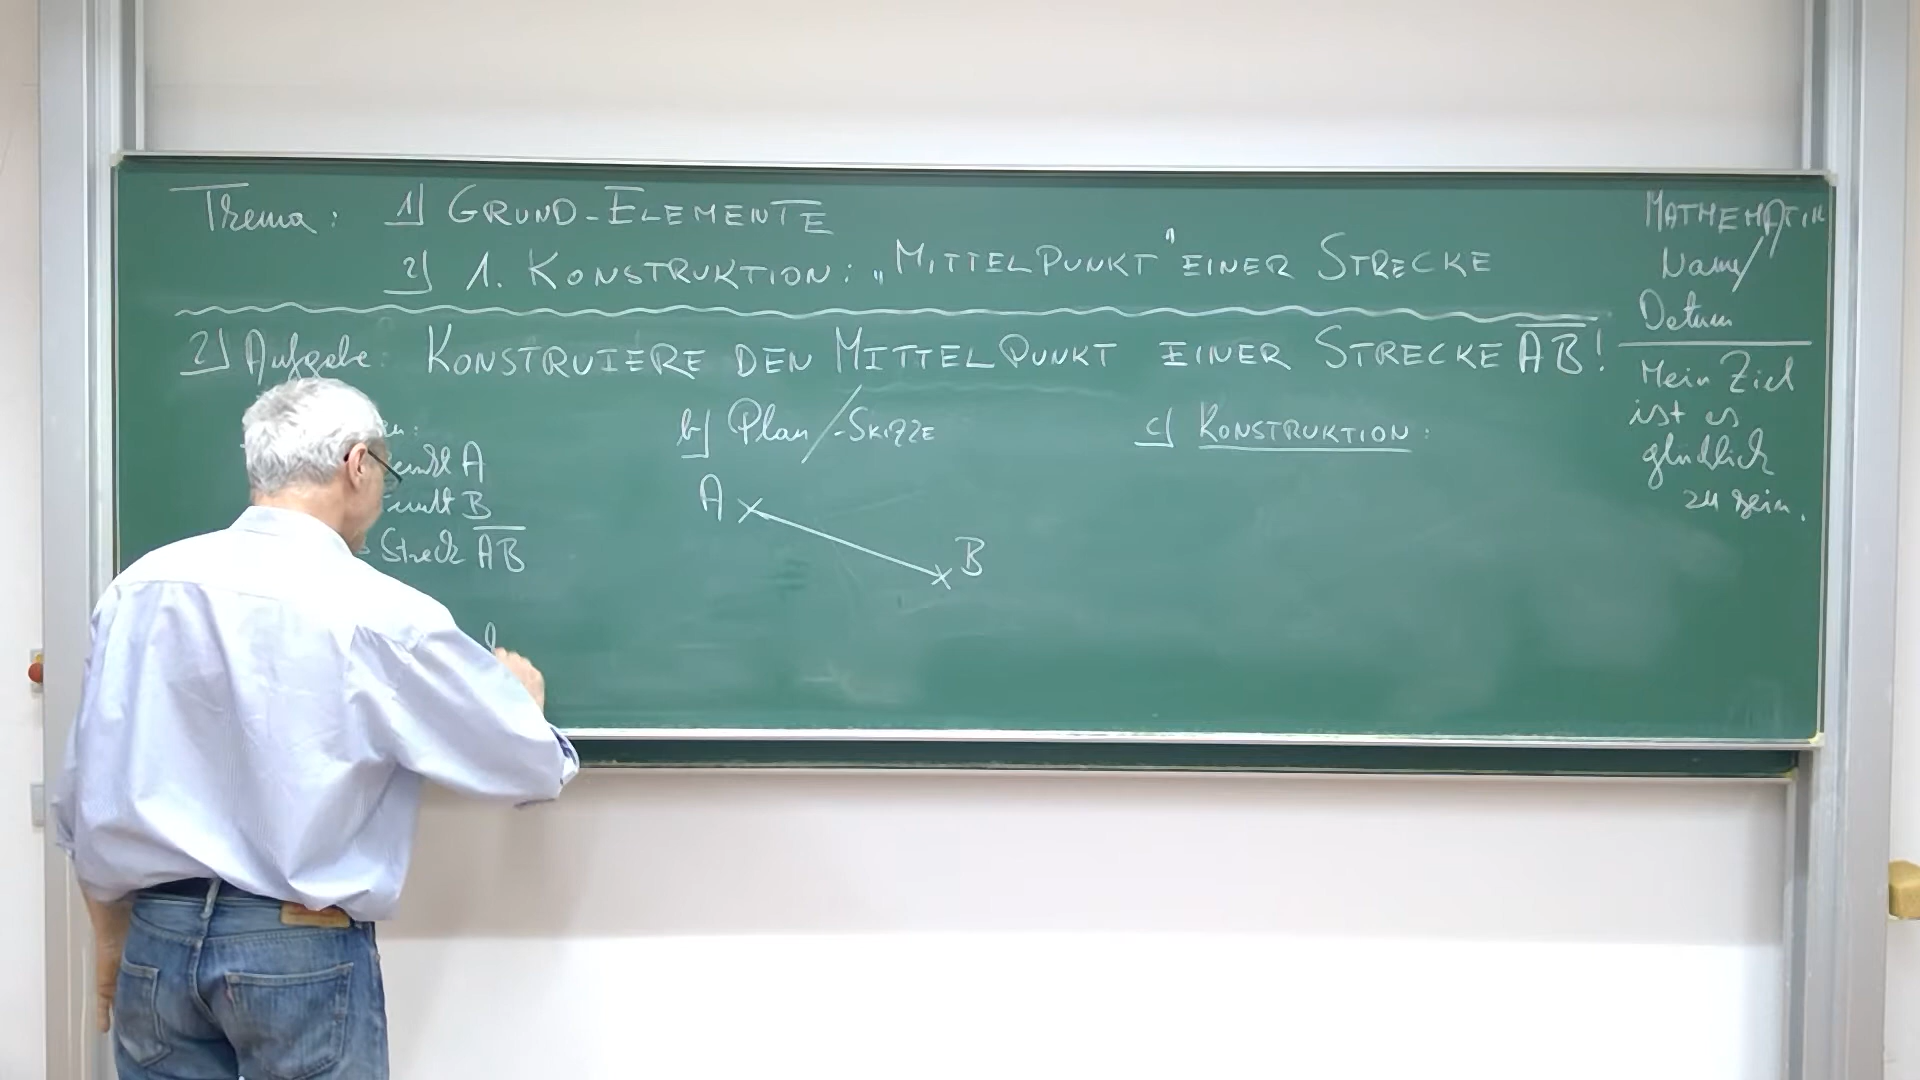 Thema: 1) GRUND-ELEMENTE
2) 1. KONSTRUKTION: „MITTELPUNKT" EINER STRECKE
MATHEMATIK
Name/
Datum
Mein Ziel
ist es
glücklich
zu sein.
2) Aufgabe: KONSTRUIERE DEN MITTELPUNKT EINER STRECKE AB!
A
B
Strecke AB
b) Plan/-SKIZZE
A
B
c) KONSTRUKTION: